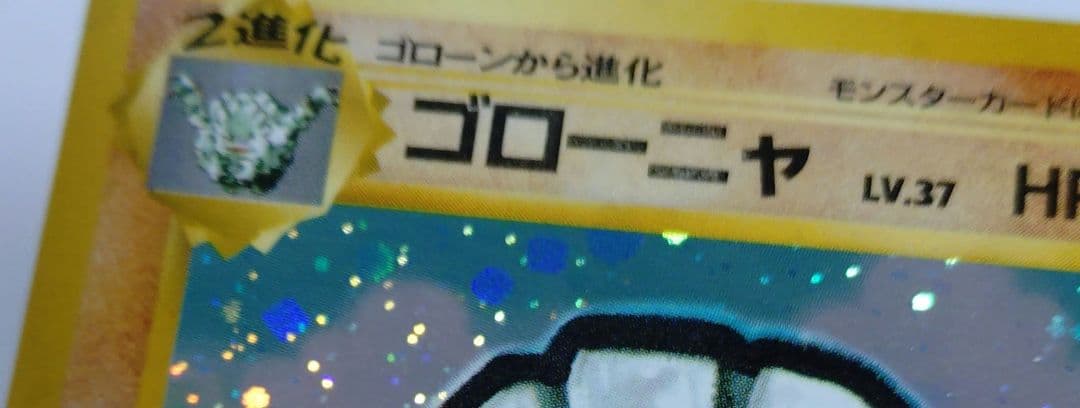 2進化
ゴローンから進化
モンスターカード
ゴローニャ
LV.37
HP